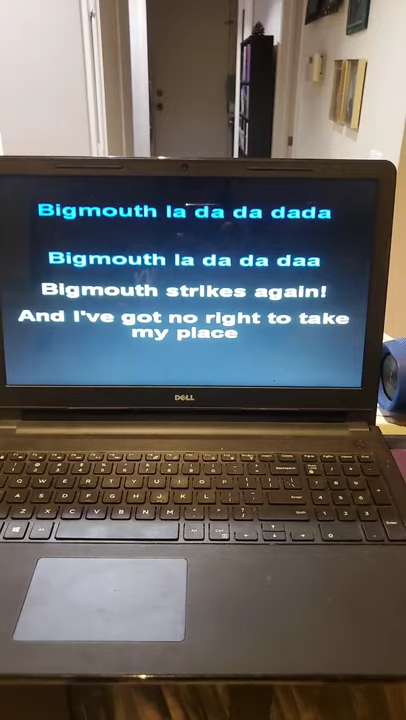 Bigmouth la da da dada
Bigmouth la da da daa
Bigmouth strikes again!
And I've got no right to take
my place
DELL
Q W E R T Y U I O P
A S D F G H J K L
Z X C V B N M